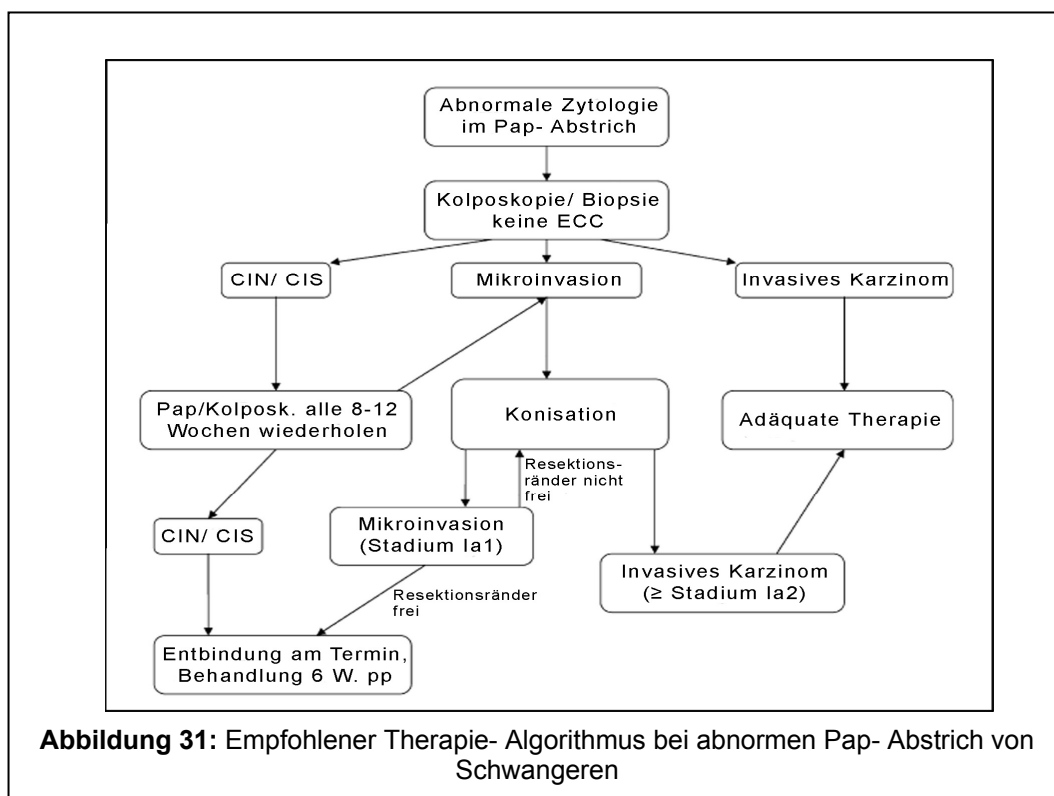 Abnormale Zytologie
im Pap- Abstrich
Kolposkopie/ Biopsie
keine ECC
CIN/ CIS
Mikroinvasion
Invasives Karzinom
Pap/Kolposk. alle 8-12
Wochen wiederholen
Konisation
Adäquate Therapie
Resektions-
ränder nicht
frei
CIN/ CIS
Mikroinvasion
(Stadium Ia1)
Invasives Karzinom
(≥ Stadium Ia2)
Resektionsränder
frei
Entbindung am Termin,
Behandlung 6 W. pp
Abbildung 31: Empfohlener Therapie- Algorithmus bei abnormen Pap- Abstrich von
Schwangeren